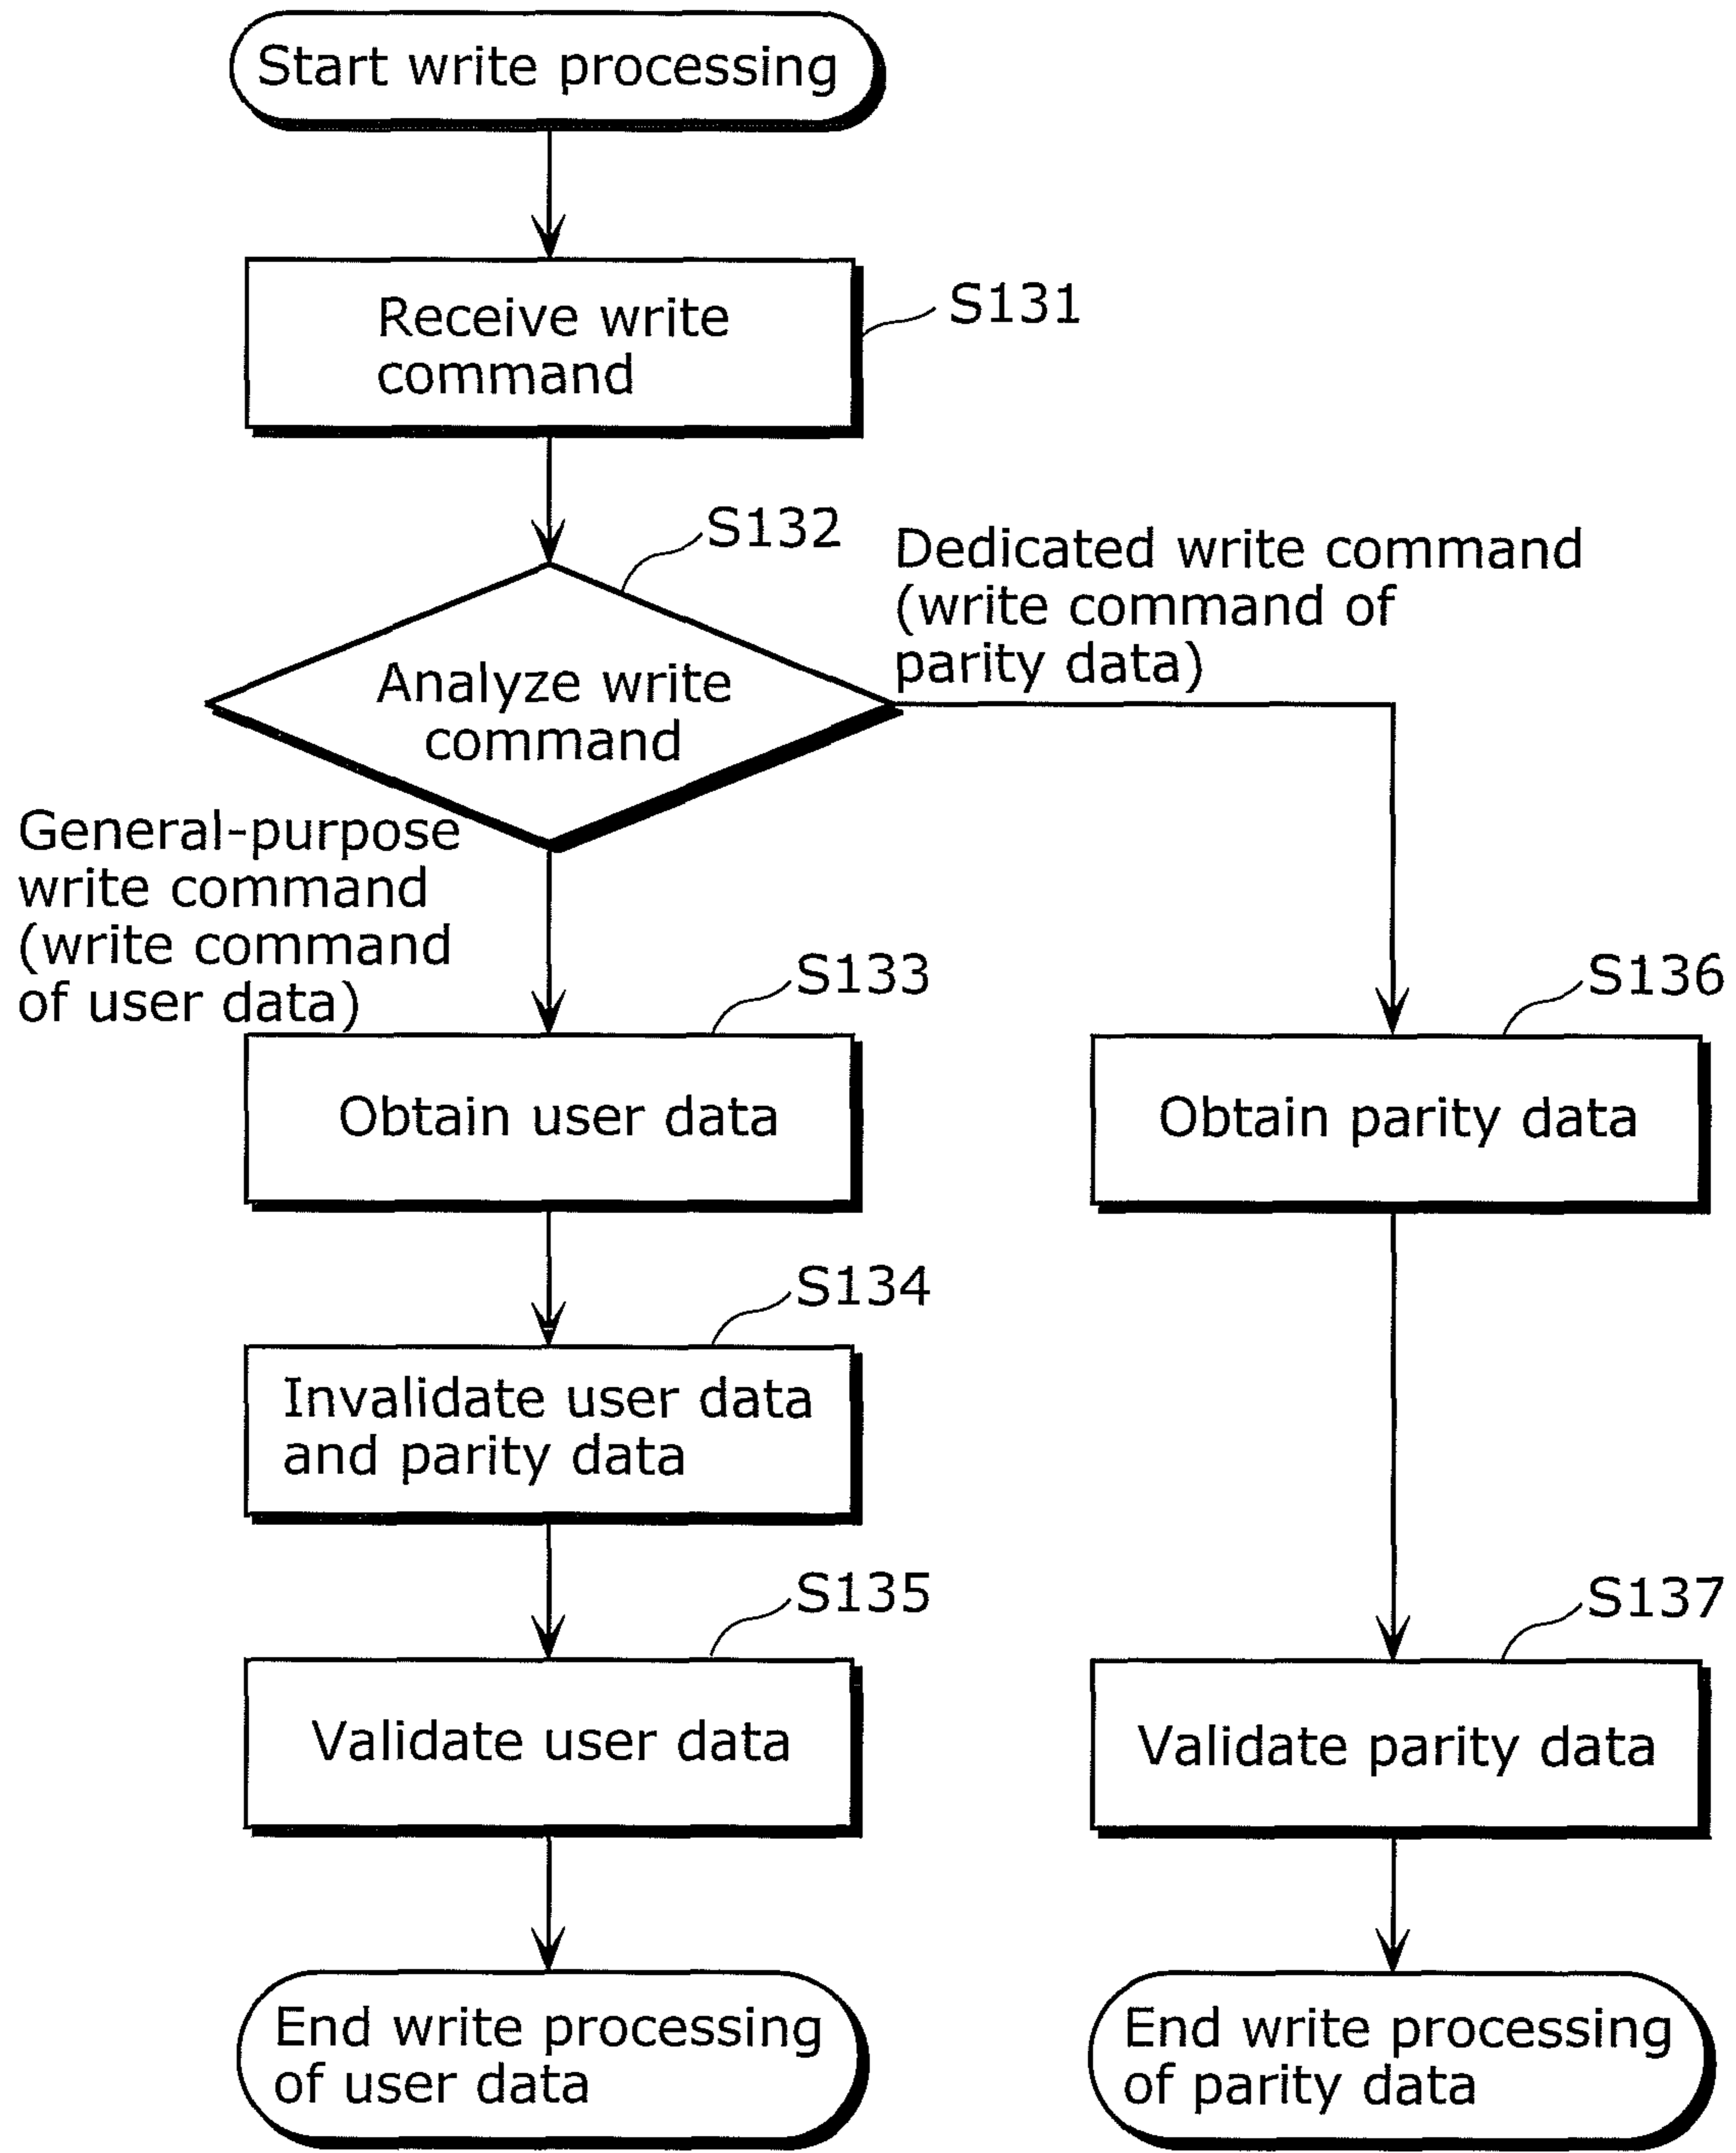 Start write processing
Receive write
command
S131
S132
Analyze write
command
Dedicated write command
(write command of
parity data)
General-purpose
write command
(write command
of user data)
S133
Obtain user data
S136
Obtain parity data
S134
Invalidate user data
and parity data
S135
Validate user data
S137
Validate parity data
End write processing
of user data
End write processing
of parity data